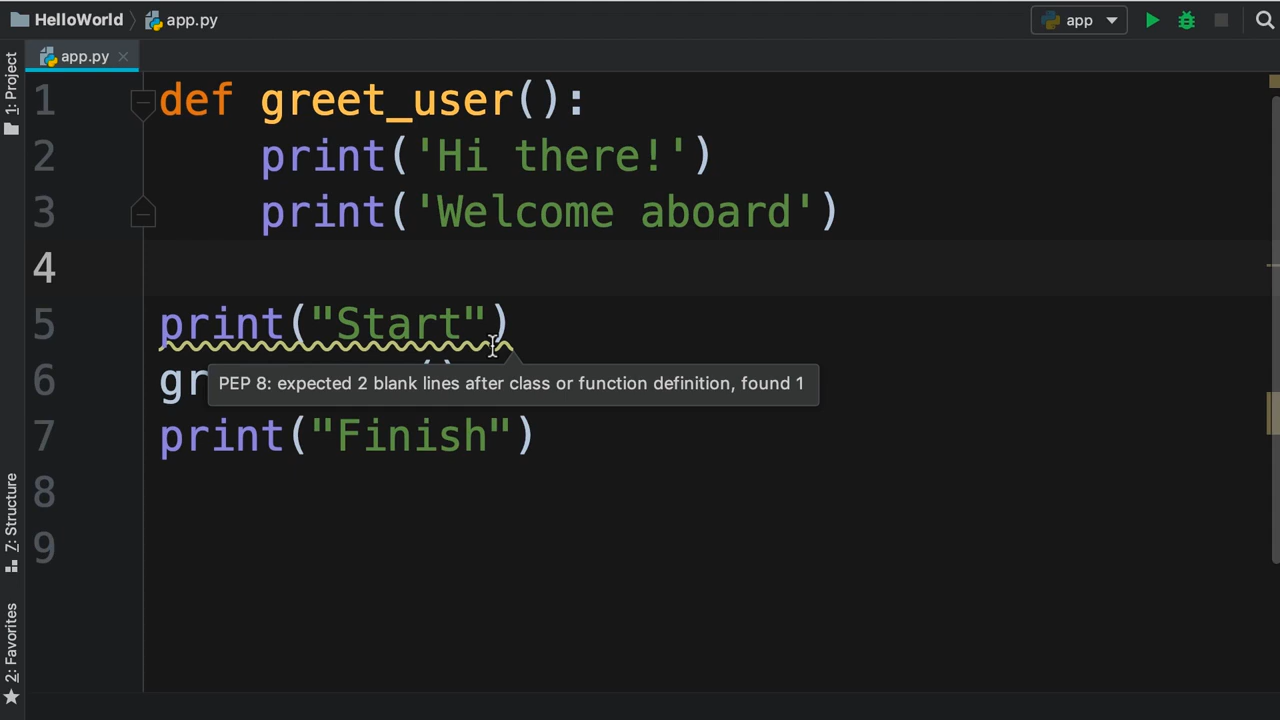 HelloWorld app.py app
app.py
1: Project
7: Structure
2: Favorites
1 def greet_user():
2 print('Hi there!')
3 print('Welcome aboard')
4
5 print("Start")
6 gr
PEP 8: expected 2 blank lines after class or function definition, found 1
7 print("Finish")
8
9